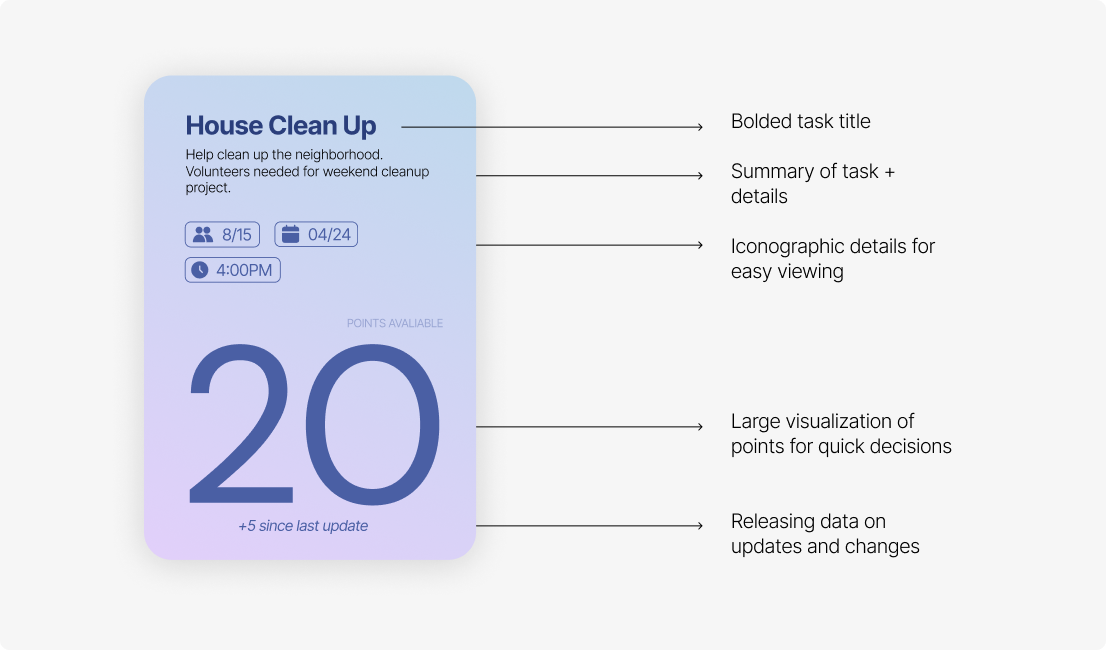 House Clean Up
Help clean up the neighborhood.
Volunteers needed for weekend cleanup
project.
8/15
04/24
4:00PM
POINTS AVALIABLE
20
+5 since last update
Bolded task title
Summary of task +
details
Iconographic details for
easy viewing
Large visualization of
points for quick decisions
Releasing data on
updates and changes